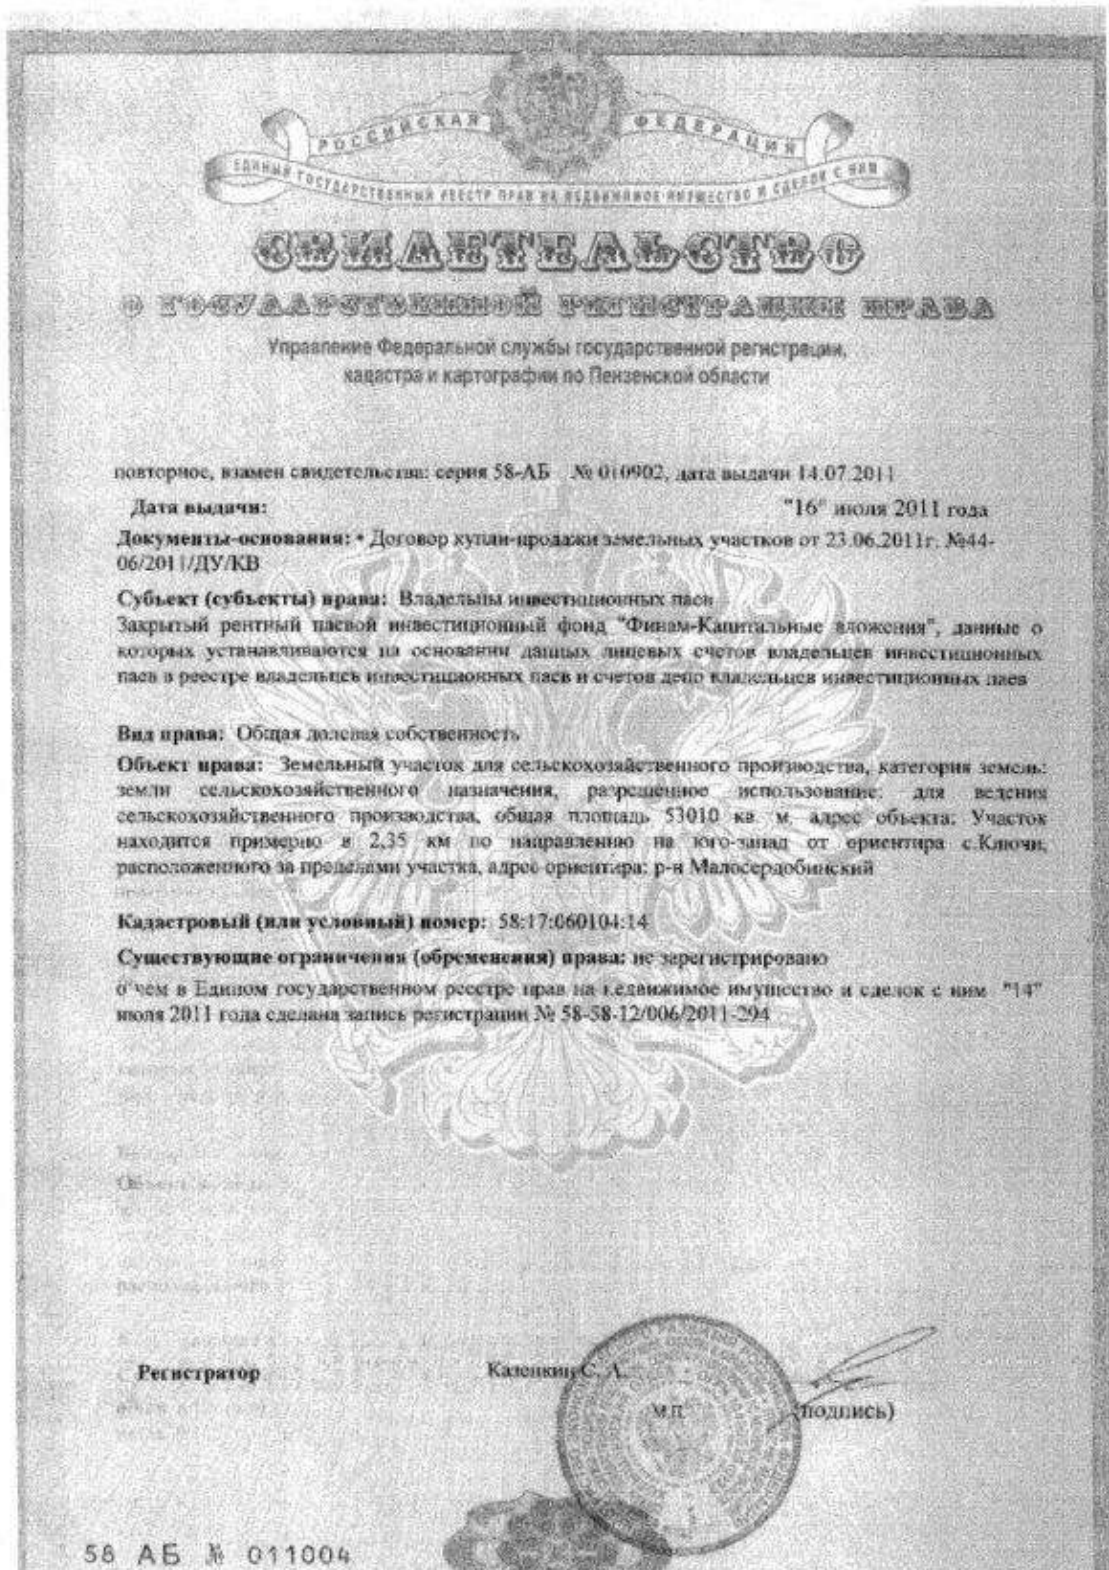 РОССИЙСКАЯ ФЕДЕРАЦИЯ
ЕДИНЫЙ ГОСУДАРСТВЕННЫЙ РЕЕСТР ПРАВ НА НЕДВИЖИМОЕ ИМУЩЕСТВО И СДЕЛОК С НИМ
СВИДЕТЕЛЬСТВО
О ГОСУДАРСТВЕННОЙ РЕГИСТРАЦИИ ПРАВА
Управление Федеральной службы государственной регистрации,
кадастра и картографии по Пензенской области
повторное, взамен свидетельства: серия 58-АБ № 010902, дата выдачи 14.07.2011
Дата выдачи: "16" июля 2011 года
Документы-основания: • Договор купли-продажи земельных участков от 23.06.2011г. №44-
06/2011/ДУ/КВ
Субъект (субъекты) права: Владельцы инвестиционных паев
Закрытый рентный паевой инвестиционный фонд "Финам-Капитальные вложения", данные о
которых устанавливаются на основании данных лицевых счетов владельцев инвестиционных
паев в реестре владельцев инвестиционных паев и счетов депо владельцев инвестиционных паев
Вид права: Общая долевая собственность
Объект права: Земельный участок для сельскохозяйственного производства, категория земель:
земли сельскохозяйственного назначения, разрешенное использование: для ведения
сельскохозяйственного производства, общая площадь 53010 кв. м, адрес объекта: Участок
находится примерно в 2,35 км по направлению на юго-запад от ориентира с.Ключи,
расположенного за пределами участка, адрес ориентира: р-н Малосердобинский
Кадастровый (или условный) номер: 58:17:060104:14
Существующие ограничения (обременения) права: не зарегистрировано
о чем в Едином государственном реестре прав на недвижимое имущество и сделок с ним "14"
июля 2011 года сделана запись регистрации № 58-58-12/006/2011-294
Регистратор Казенкин С. А.
М.П. (подпись)
58 АБ № 011004